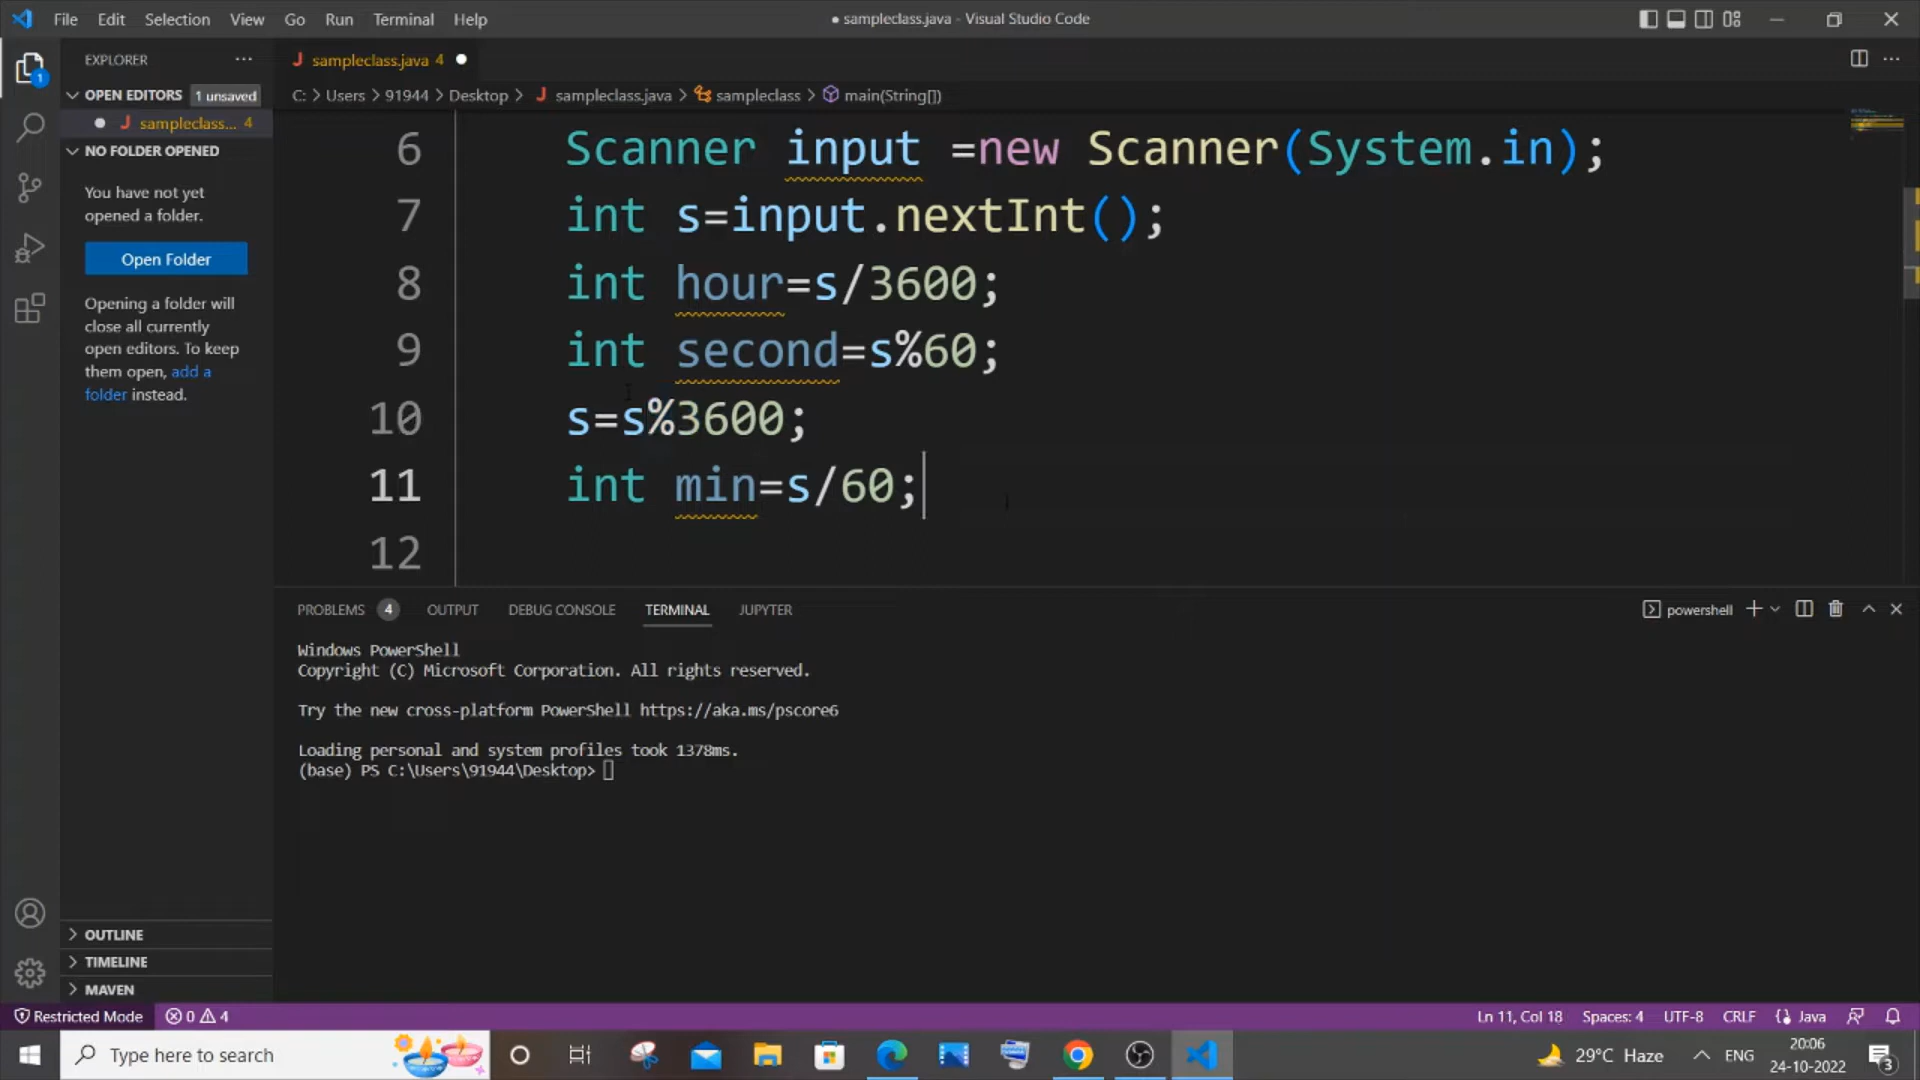 File Edit Selection View Go Run Terminal Help
● sampleclass.java - Visual Studio Code
EXPLORER ···
sampleclass.java 4 ●
OPEN EDITORS 1 unsaved
● sampleclass... 4
NO FOLDER OPENED
You have not yet
opened a folder.
Open Folder
Opening a folder will
close all currently
open editors. To keep
them open, add a
folder instead.
OUTLINE
TIMELINE
MAVEN
C: > Users > 91944 > Desktop > J sampleclass.java > sampleclass > main(String[])
6 Scanner input =new Scanner(System.in);
7 int s=input.nextInt();
8 int hour=s/3600;
9 int second=s%60;
10 s=s%3600;
11 int min=s/60;
12
PROBLEMS 4 OUTPUT DEBUG CONSOLE TERMINAL JUPYTER
powershell
Windows PowerShell
Copyright (C) Microsoft Corporation. All rights reserved.
Try the new cross-platform PowerShell https://aka.ms/pscore6
Loading personal and system profiles took 1378ms.
(base) PS C:\Users\91944\Desktop>
Restricted Mode 0 4
Ln 11, Col 18 Spaces: 4 UTF-8 CRLF Java
Type here to search
29°C Haze ENG 20:06
24-10-2022 3